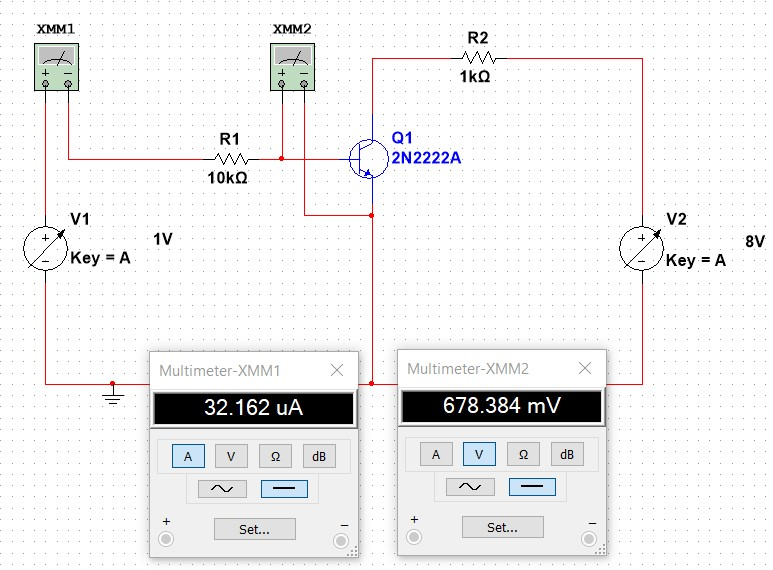 XMM1
XMM2
R2
1kΩ
R1
10kΩ
Q1
2N2222A
V1
1V
Key = A
V2
8V
Key = A
Multimeter-XMM1
32.162 uA
A V Ω dB
+ Set... −
Multimeter-XMM2
678.384 mV
A V Ω dB
+ Set... −